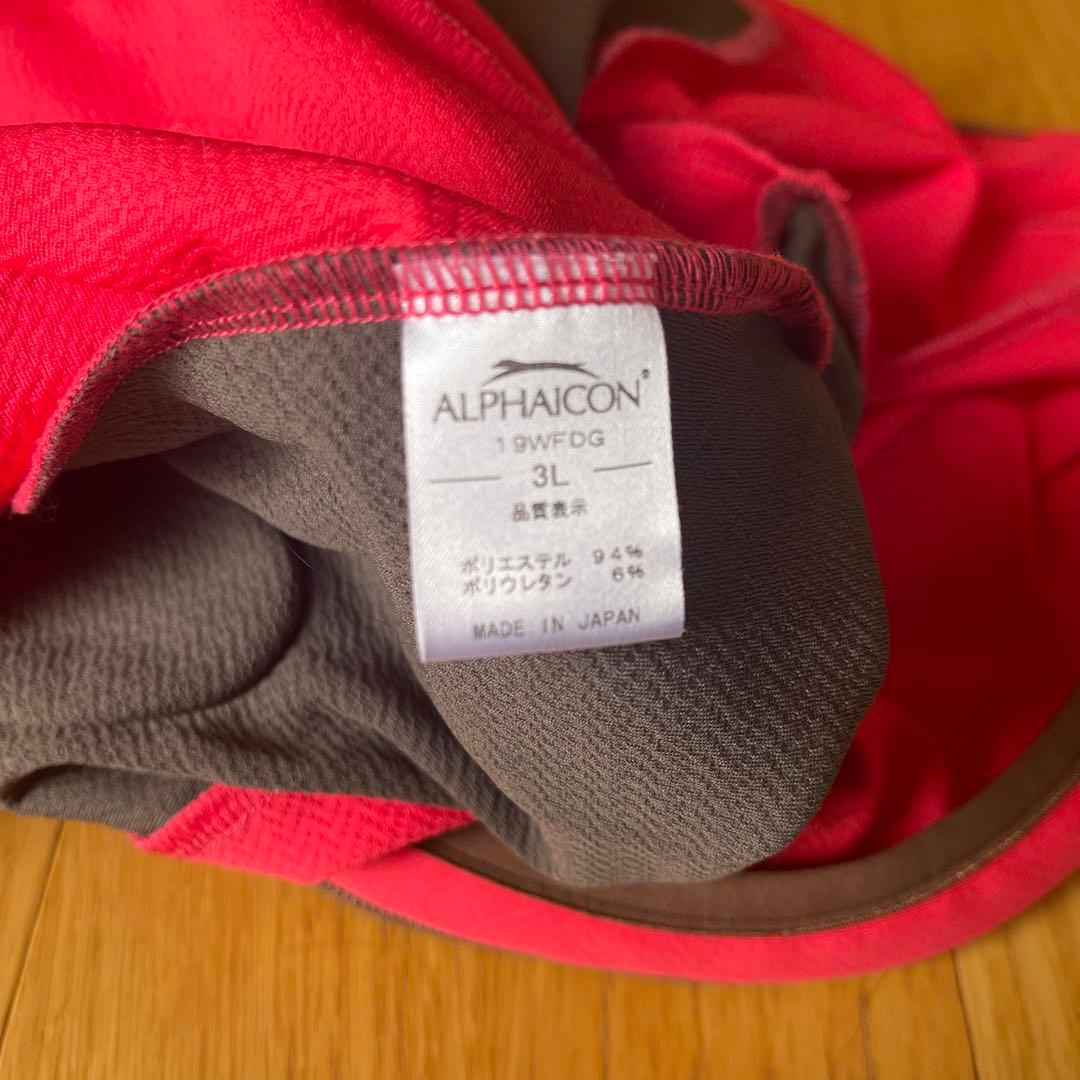 ALPHAICON®
19WFDG
3L
品質表示
ポリエステル 94%
ポリウレタン 6%
MADE IN JAPAN